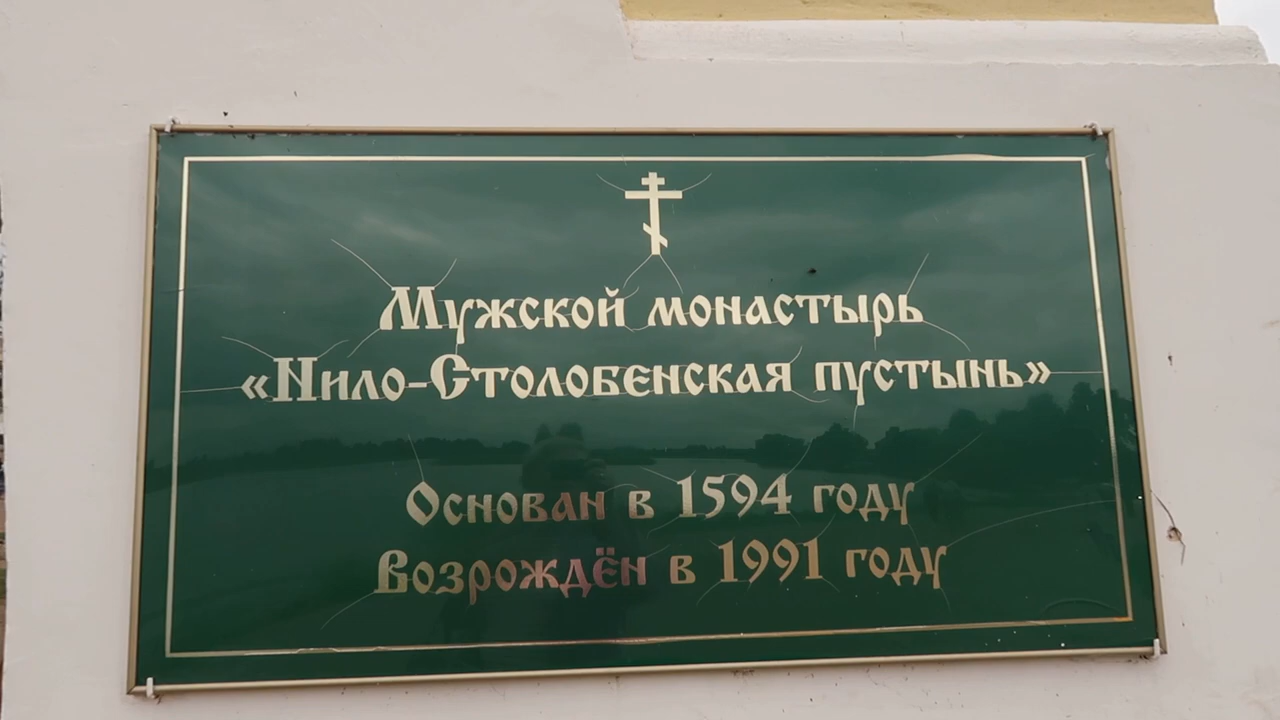 Мужской монастырь
«Нило-Столобенская пустынь»
Основан в 1594 году
Возрождён в 1991 году